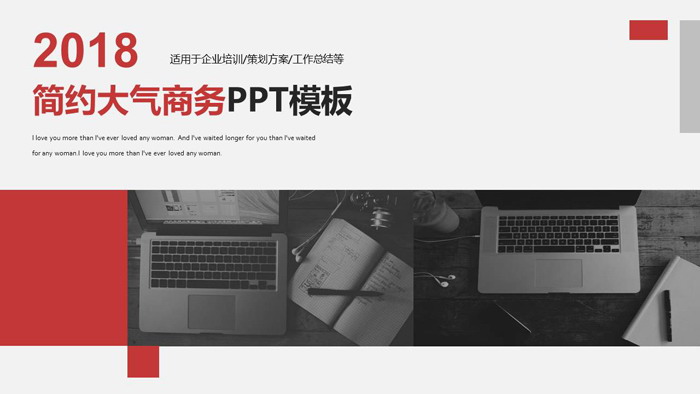 2018
适用于企业培训/策划方案/工作总结等
简约大气商务PPT模板
I love you more than I've ever loved any woman. And I've waited longer for you than I've waited
for any woman.I love you more than I've ever loved any woman.